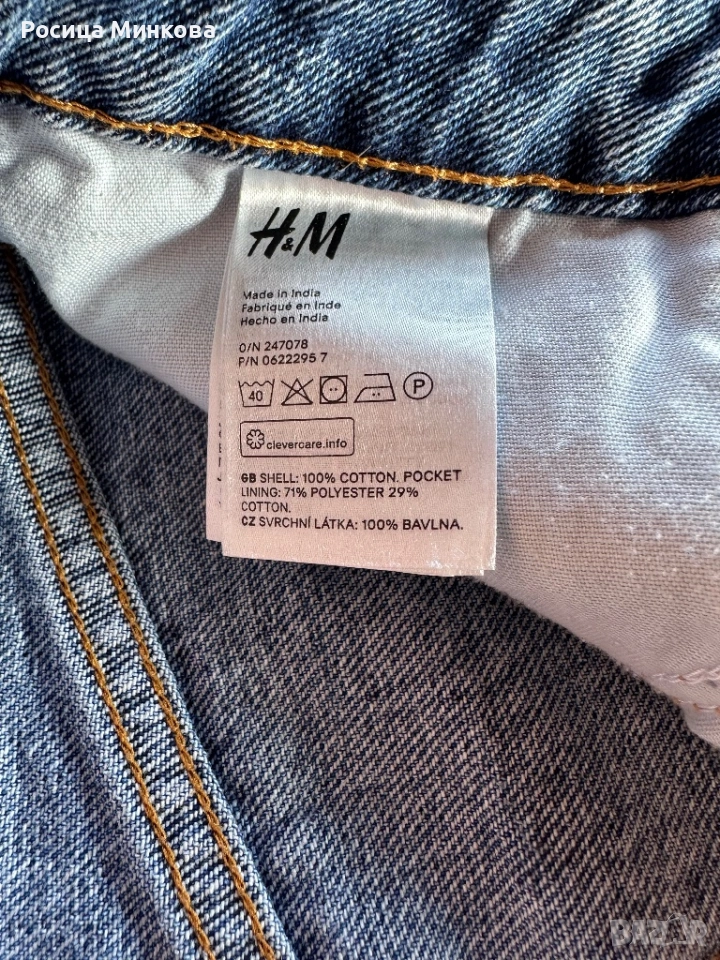 Росица Минкова
H&M
Made in India
Fabriqué en Inde
Hecho en India
O/N 247078
P/N 0622295 7
40 P
clevercare.info
GB SHELL: 100% COTTON. POCKET
LINING: 71% POLYESTER 29%
COTTON.
CZ SVRCHNÍ LÁTKA: 100% BAVLNA.